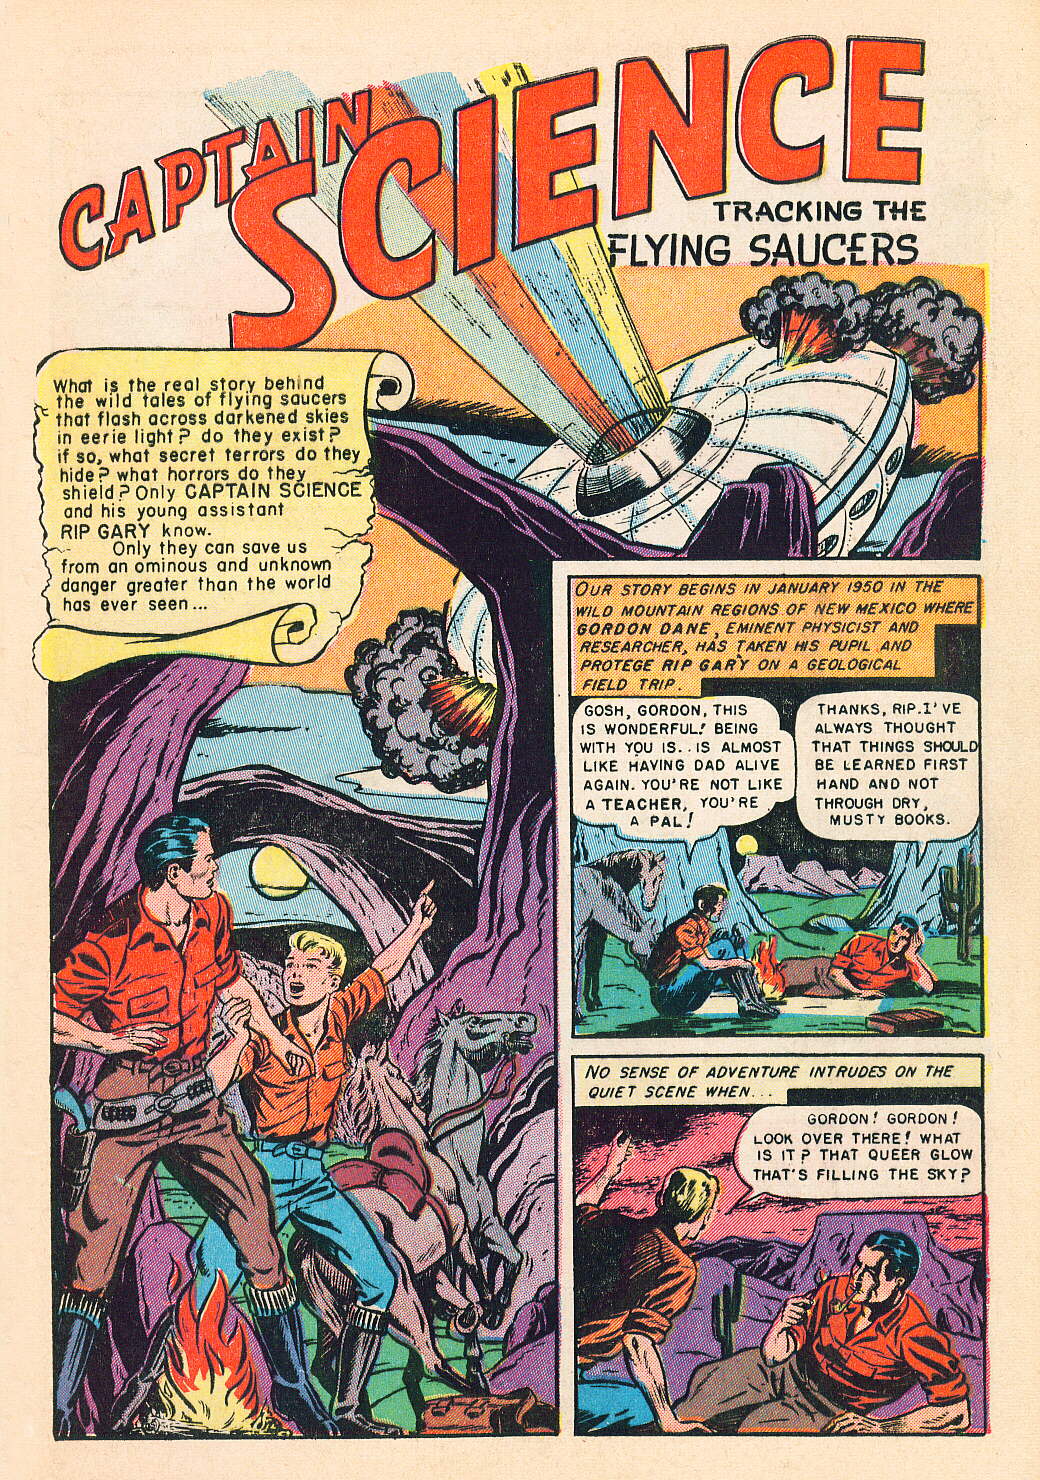 CAPTAIN
SCIENCE
TRACKING THE
FLYING SAUCERS
What is the real story behind
the wild tales of flying saucers
that flash across darkened skies
in eerie light? do they exist?
if so, what secret terrors do they
hide? what horrors do they
shield? Only CAPTAIN SCIENCE
and his young assistant
RIP GARY know.
Only they can save us
from an ominous and unknown
danger greater than the world
has ever seen...
OUR STORY BEGINS IN JANUARY 1950 IN THE
WILD MOUNTAIN REGIONS OF NEW MEXICO WHERE
GORDON DANE, EMINENT PHYSICIST AND
RESEARCHER, HAS TAKEN HIS PUPIL AND
PROTEGE RIP GARY ON A GEOLOGICAL
FIELD TRIP.
GOSH, GORDON, THIS
IS WONDERFUL! BEING
WITH YOU IS..IS ALMOST
LIKE HAVING DAD ALIVE
AGAIN. YOU'RE NOT LIKE
A TEACHER, YOU'RE
A PAL!
THANKS, RIP. I'VE
ALWAYS THOUGHT
THAT THINGS SHOULD
BE LEARNED FIRST
HAND AND NOT
THROUGH DRY,
MUSTY BOOKS.
NO SENSE OF ADVENTURE INTRUDES ON THE
QUIET SCENE WHEN...
GORDON! GORDON!
LOOK OVER THERE! WHAT
IS IT? THAT QUEER GLOW
THAT'S FILLING THE SKY?